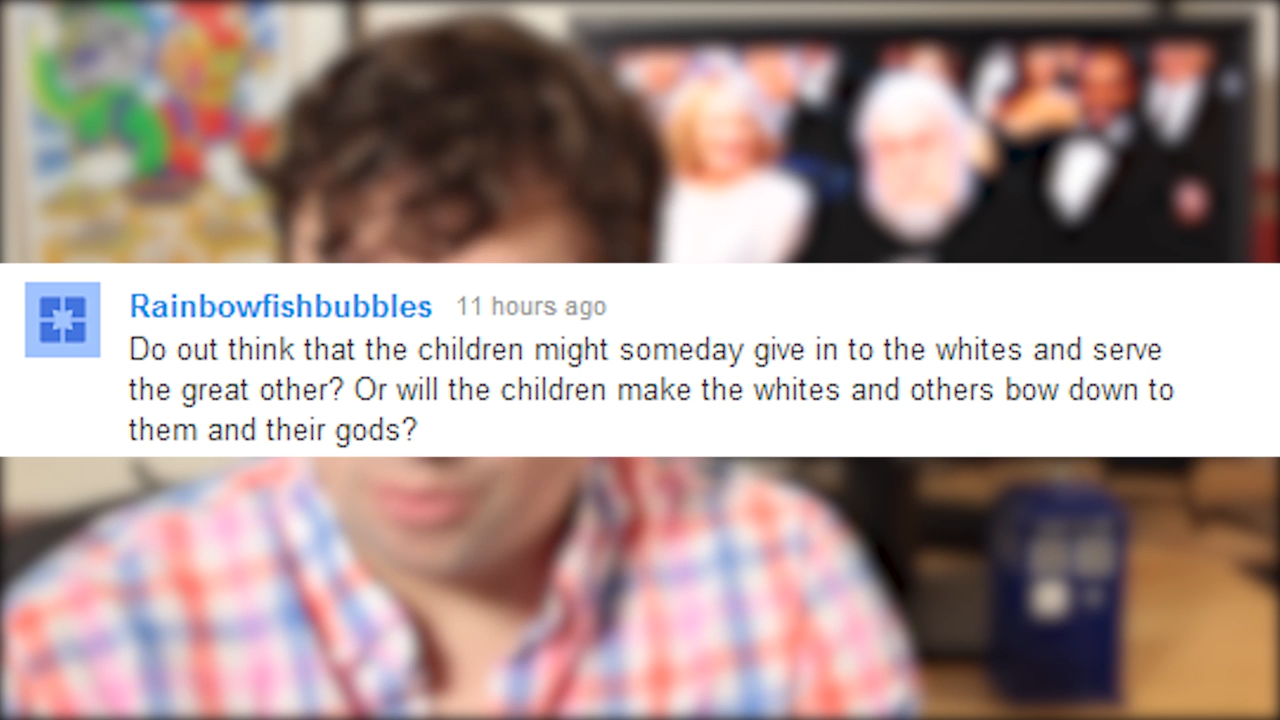 Rainbowfishbubbles 11 hours ago
Do out think that the children might someday give in to the whites and serve
the great other? Or will the children make the whites and others bow down to
them and their gods?